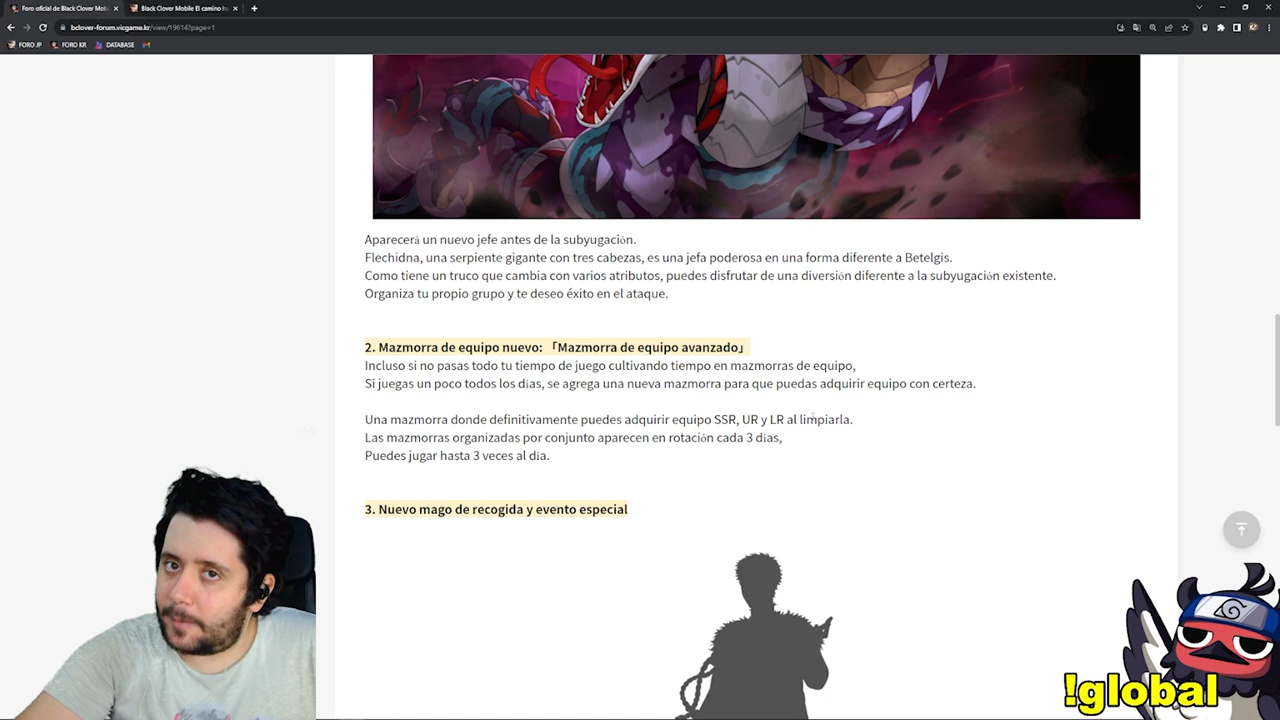 Foro oficial de Black Clover Mobi
Black Clover Mobile El camino h
bclover-forum.vicgame.kr/view/19614?page=1
FORO JP
FORO KR
DATABASE
Aparecerá un nuevo jefe antes de la subyugación.
Flechidna, una serpiente gigante con tres cabezas, es una jefa poderosa en una forma diferente a Betelgis.
Como tiene un truco que cambia con varios atributos, puedes disfrutar de una diversión diferente a la subyugación existente.
Organiza tu propio grupo y te deseo éxito en el ataque.
2. Mazmorra de equipo nuevo: 「Mazmorra de equipo avanzado」
Incluso si no pasas todo tu tiempo de juego cultivando tiempo en mazmorras de equipo,
Si juegas un poco todos los días, se agrega una nueva mazmorra para que puedas adquirir equipo con certeza.
Una mazmorra donde definitivamente puedes adquirir equipo SSR, UR y LR al limpiarla.
Las mazmorras organizadas por conjunto aparecen en rotación cada 3 días,
Puedes jugar hasta 3 veces al día.
3. Nuevo mago de recogida y evento especial
!global